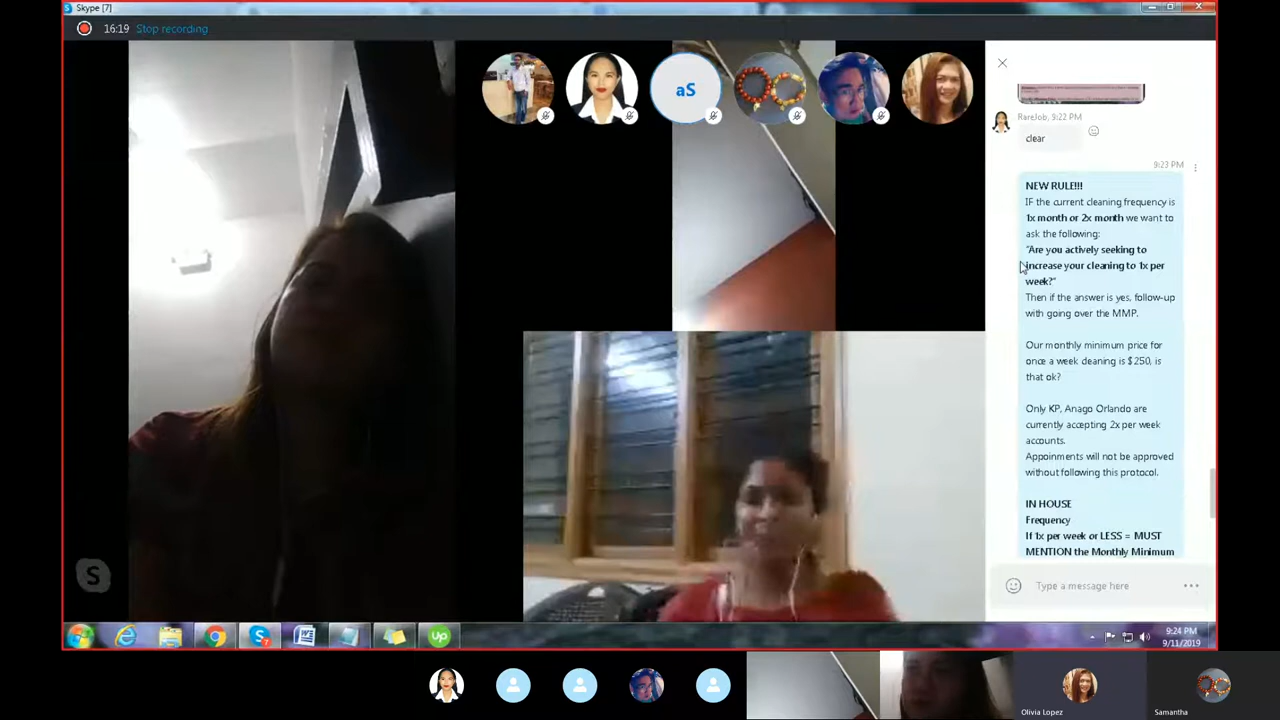 Skype [7]
16:19 Stop recording
aS
RareJob, 9:22 PM
clear
9:23 PM
NEW RULE!!!
IF the current cleaning frequency is
1x month or 2x month we want to
ask the following:
"Are you actively seeking to
increase your cleaning to 1x per
week?"
Then if the answer is yes, follow-up
with going over the MMP.
Our monthly minimum price for
once a week cleaning is $250, is
that ok?
Only KP, Anago Orlando are
currently accepting 2x per week
accounts.
Appoinments will not be approved
without following this protocol.
IN HOUSE
Frequency
If 1x per week or LESS = MUST
MENTION the Monthly Minimum
Type a message here
S
up
9:24 PM
9/11/2019
Olivia Lopez
Samantha